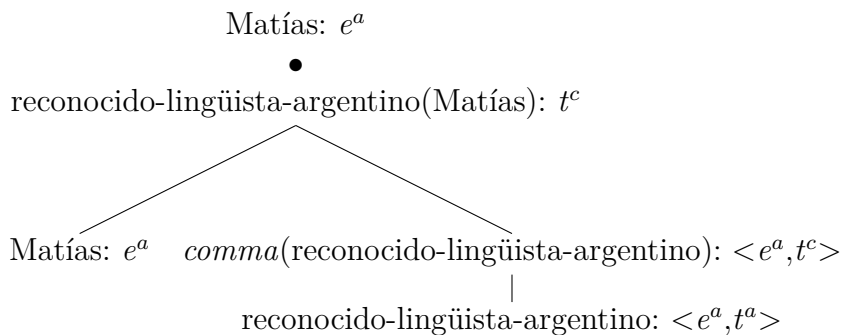 Matías: e^a
•
reconocido-lingüista-argentino(Matías): t^c
Matías: e^a comma(reconocido-lingüista-argentino): <e^a,t^c>
reconocido-lingüista-argentino: <e^a,t^a>